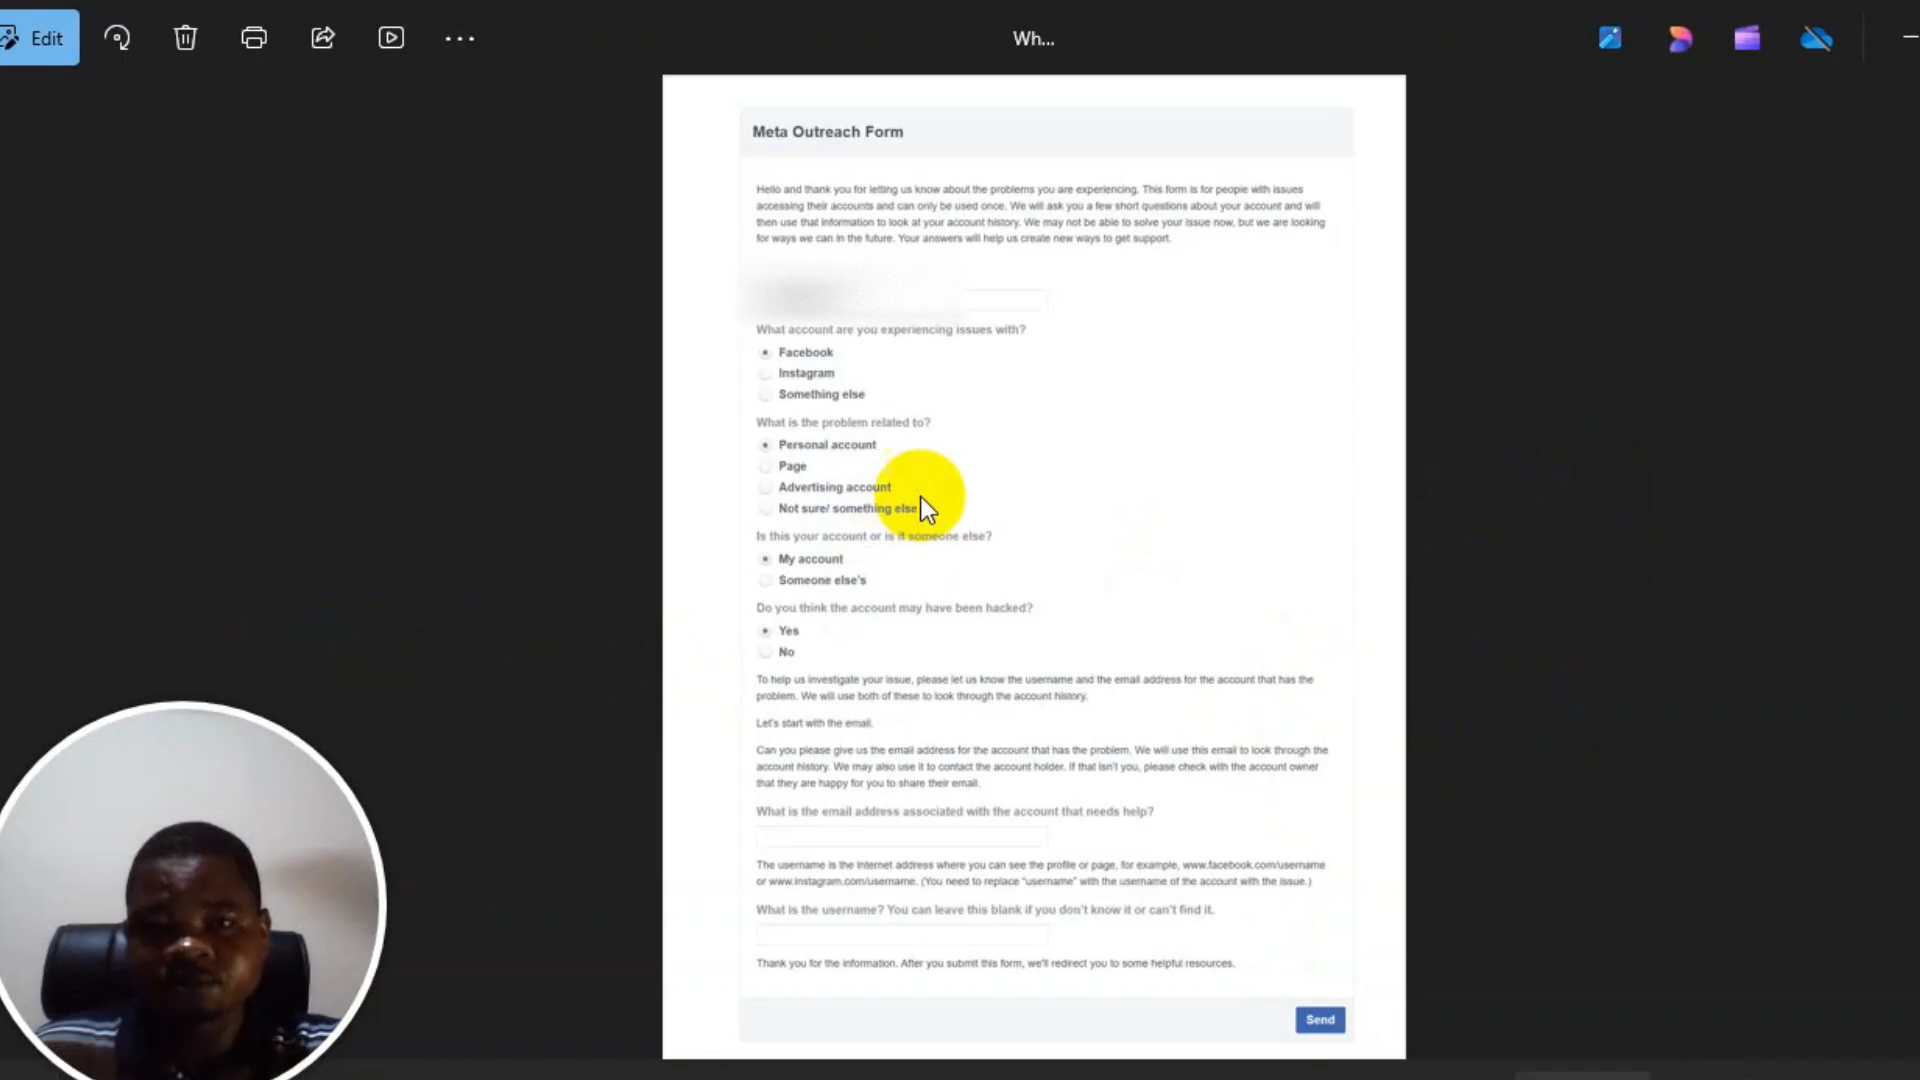 Edit
Wh...
Meta Outreach Form
Hello and thank you for letting us know about the problems you are experiencing. This form is for people with issues
accessing their accounts and can only be used once. We will ask you a few short questions about your account and will
then use that information to look at your account history. We may not be able to solve your issue now, but we are looking
for ways we can in the future. Your answers will help us create new ways to get support.
What account are you experiencing issues with?
Facebook
Instagram
Something else
What is the problem related to?
Personal account
Page
Advertising account
Not sure/ something else
Is this your account or is it someone else?
My account
Someone else's
Do you think the account may have been hacked?
Yes
No
To help us investigate your issue, please let us know the username and the email address for the account that has the
problem. We will use both of these to look through the account history.
Let's start with the email.
Can you please give us the email address for the account that has the problem. We will use this email to look through the
account history. We may also use it to contact the account holder. If that isn't you, please check with the account owner
that they are happy for you to share their email.
What is the email address associated with the account that needs help?
The username is the Internet address where you can see the profile or page, for example, www.facebook.com/username
or www.instagram.com/username. (You need to replace "username" with the username of the account with the issue.)
What is the username? You can leave this blank if you don't know it or can't find it.
Thank you for the information. After you submit this form, we'll redirect you to some helpful resources.
Send